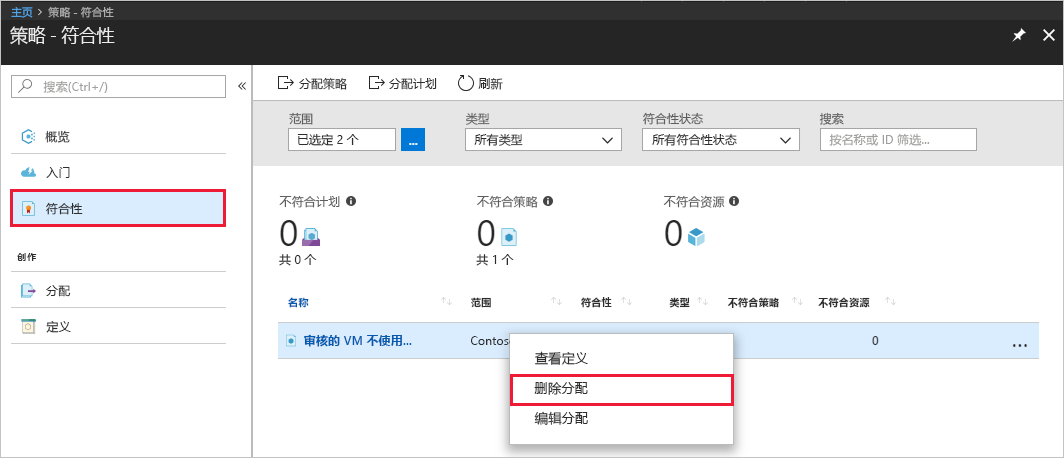 主页 > 策略 - 符合性
策略 - 符合性
搜索(Ctrl+/)
概览
入门
符合性
创作
分配
定义
分配策略 分配计划 刷新
范围 类型 符合性状态 搜索
已选定 2 个 ... 所有类型 所有符合性状态 按名称或 ID 筛选...
不符合计划 不符合策略 不符合资源
0 0 0
共 0 个 共 1 个
名称 范围 符合性 类型 不符合策略 不符合资源
审核的 VM 不使用... Contos 0 ...
查看定义
删除分配
编辑分配